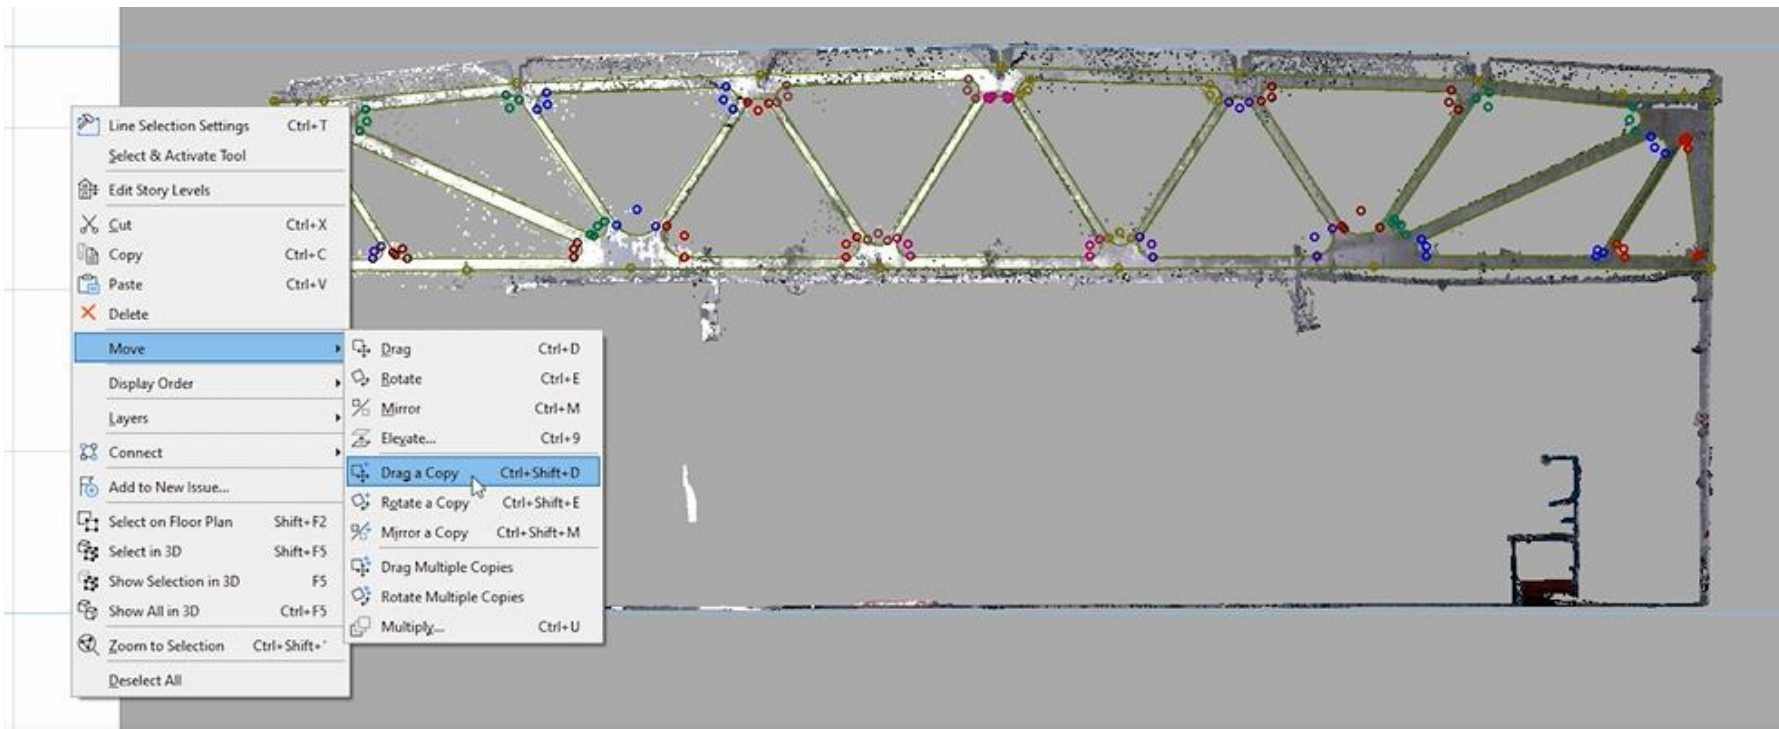 Line Selection Settings Ctrl+T
Select & Activate Tool
Edit Story Levels
Cut Ctrl+X
Copy Ctrl+C
Paste Ctrl+V
Delete
Move
Display Order
Layers
Connect
Add to New Issue...
Select on Floor Plan Shift+F2
Select in 3D Shift+F5
Show Selection in 3D F5
Show All in 3D Ctrl+F5
Zoom to Selection Ctrl+Shift+'
Deselect All
Drag Ctrl+D
Rotate Ctrl+E
Mirror Ctrl+M
Elevate... Ctrl+9
Drag a Copy Ctrl+Shift+D
Rotate a Copy Ctrl+Shift+E
Mirror a Copy Ctrl+Shift+M
Drag Multiple Copies
Rotate Multiple Copies
Multiply... Ctrl+U